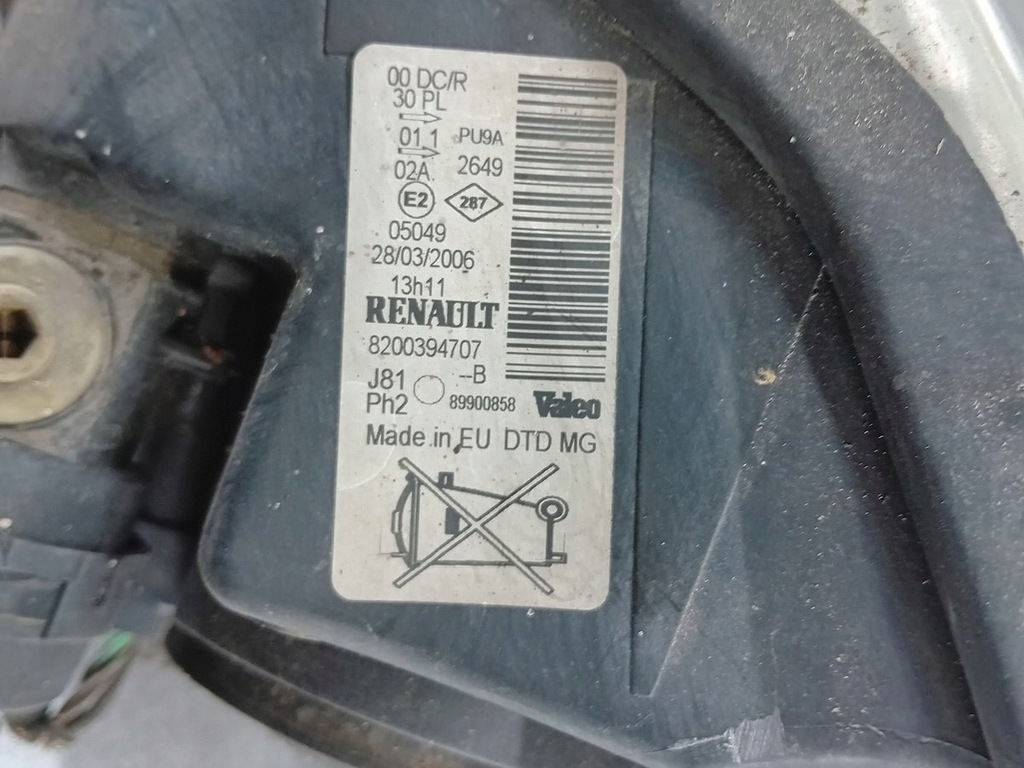 00 DC/R
30 PL
01 1 PU9A
02A 2649
E2 287
05049
28/03/2006
13h11
RENAULT
8200394707
J81 --B
Ph2 89900858 Valeo
Made in EU DTD MG